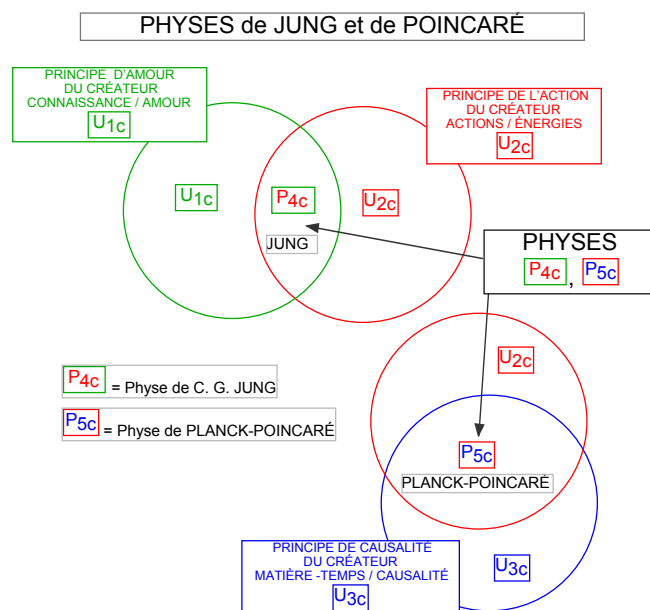 PHYSES de JUNG et de POINCARÉ
PRINCIPE D'AMOUR
DU CRÉATEUR
CONNAISSANCE / AMOUR
U1c
PRINCIPE DE L'ACTION
DU CRÉATEUR
ACTIONS / ÉNERGIES
U2c
U1c
P4c
U2c
JUNG
PHYSES
P4c, P5c
U2c
P4c = Physe de C. G. JUNG
P5c = Physe de PLANCK-POINCARÉ
P5c
PLANCK-POINCARÉ
PRINCIPE DE CAUSALITÉ
DU CRÉATEUR
MATIÈRE -TEMPS / CAUSALITÉ
U3c
U3c